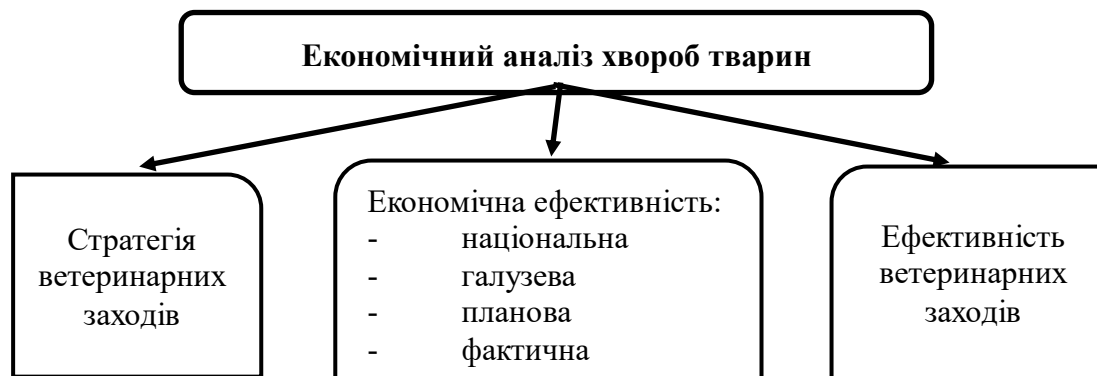 Економічний аналіз хвороб тварин
Стратегія
ветеринарних
заходів
Економічна ефективність:
- національна
- галузева
- планова
- фактична
Ефективність
ветеринарних
заходів